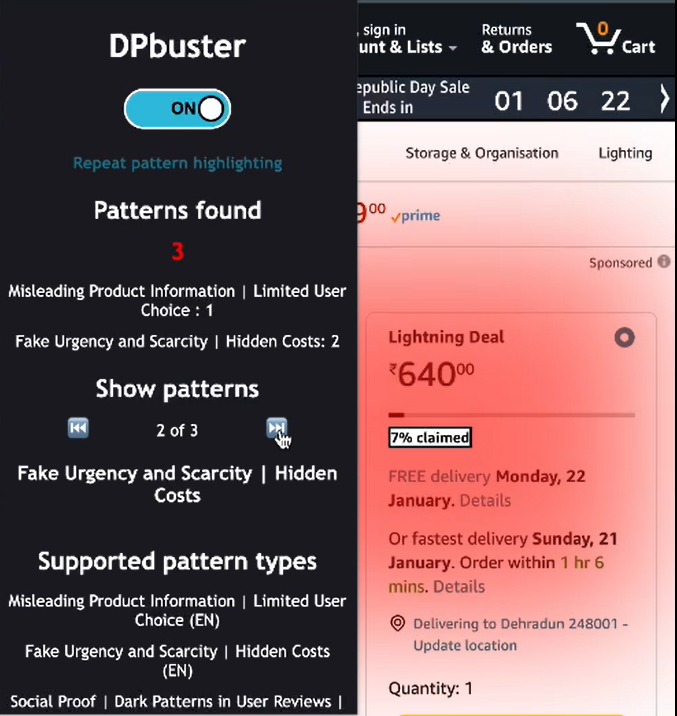 DPbuster
ON
Repeat pattern highlighting
Patterns found
3
Misleading Product Information | Limited User
Choice : 1
Fake Urgency and Scarcity | Hidden Costs: 2
Show patterns
2 of 3
Fake Urgency and Scarcity | Hidden
Costs
Supported pattern types
Misleading Product Information | Limited User
Choice (EN)
Fake Urgency and Scarcity | Hidden Costs
(EN)
Social Proof | Dark Patterns in User Reviews |
, sign in
unt & Lists
Returns
& Orders
0
Cart
epublic Day Sale
Ends in
01 06 22
Storage & Organisation
Lighting
9⁰⁰
prime
Sponsored
Lightning Deal
₹640⁰⁰
7% claimed
FREE delivery Monday, 22
January. Details
Or fastest delivery Sunday, 21
January. Order within 1 hr 6
mins. Details
Delivering to Dehradun 248001 -
Update location
Quantity: 1